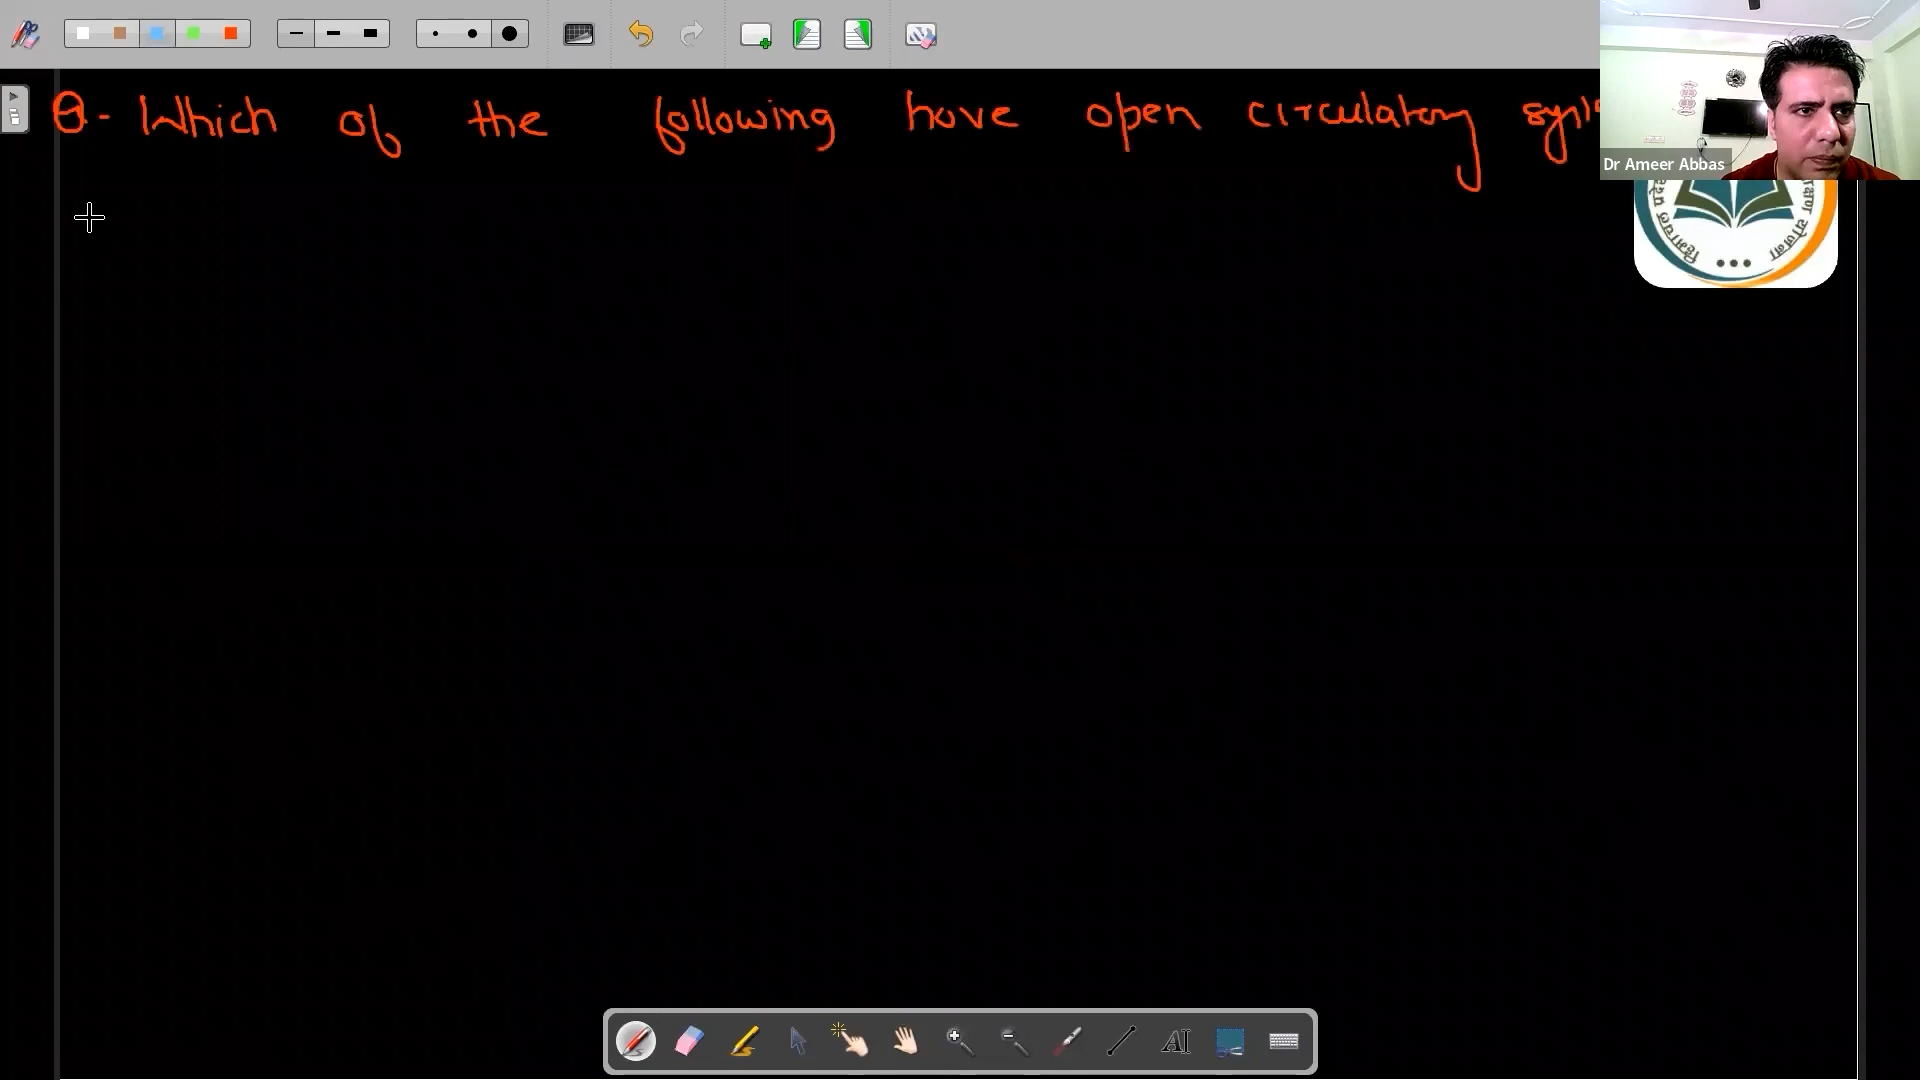 Q- Which of the following have open circulatory
Dr Ameer Abbas